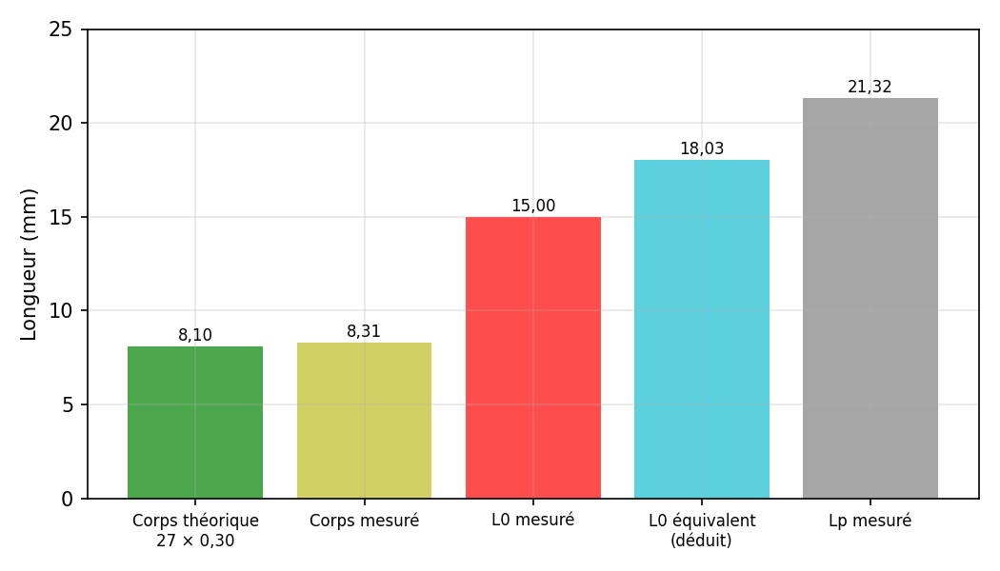 25
20
15
10
5
0
Longueur (mm)
8,10
8,31
15,00
18,03
21,32
Corps théorique
27 × 0,30
Corps mesuré
L0 mesuré
L0 équivalent
(déduit)
Lp mesuré